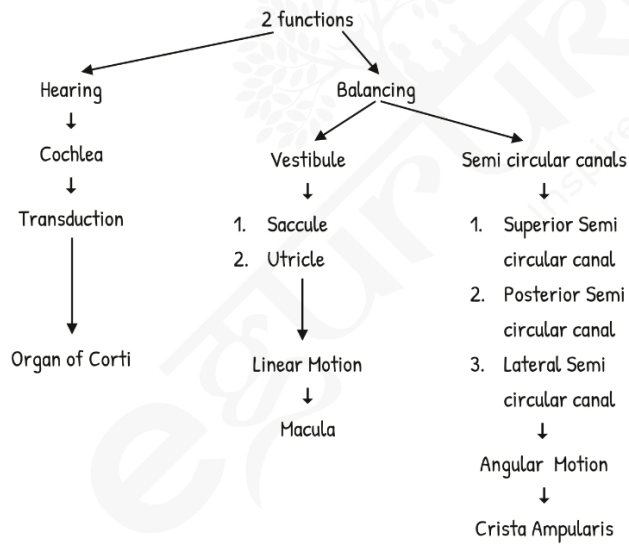 2 functions
Hearing
Balancing
Cochlea
Vestibule
Semi circular canals
Transduction
1. Saccule
2. Utricle
1. Superior Semi
circular canal
2. Posterior Semi
circular canal
3. Lateral Semi
circular canal
Organ of Corti
Linear Motion
Macula
Angular Motion
Crista Ampularis